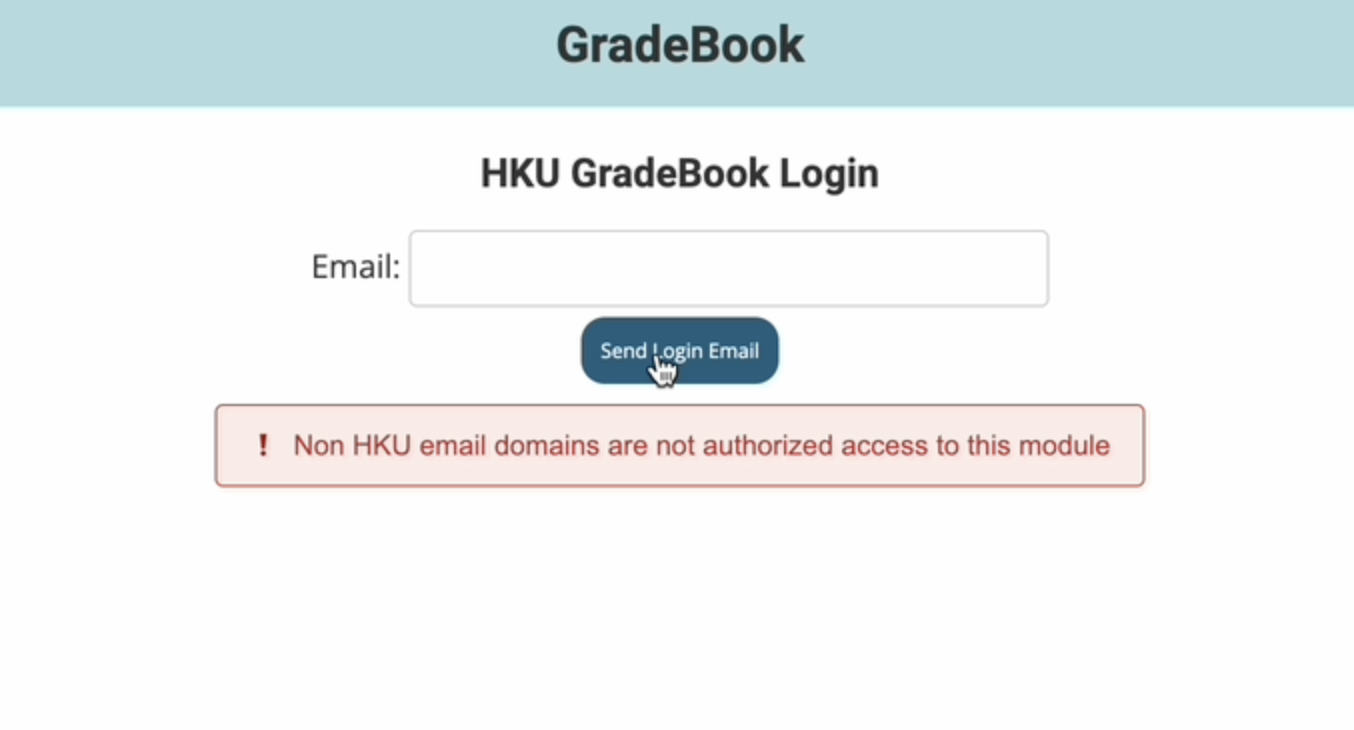 GradeBook
HKU GradeBook Login
Email:
Send Login Email
! Non HKU email domains are not authorized access to this module